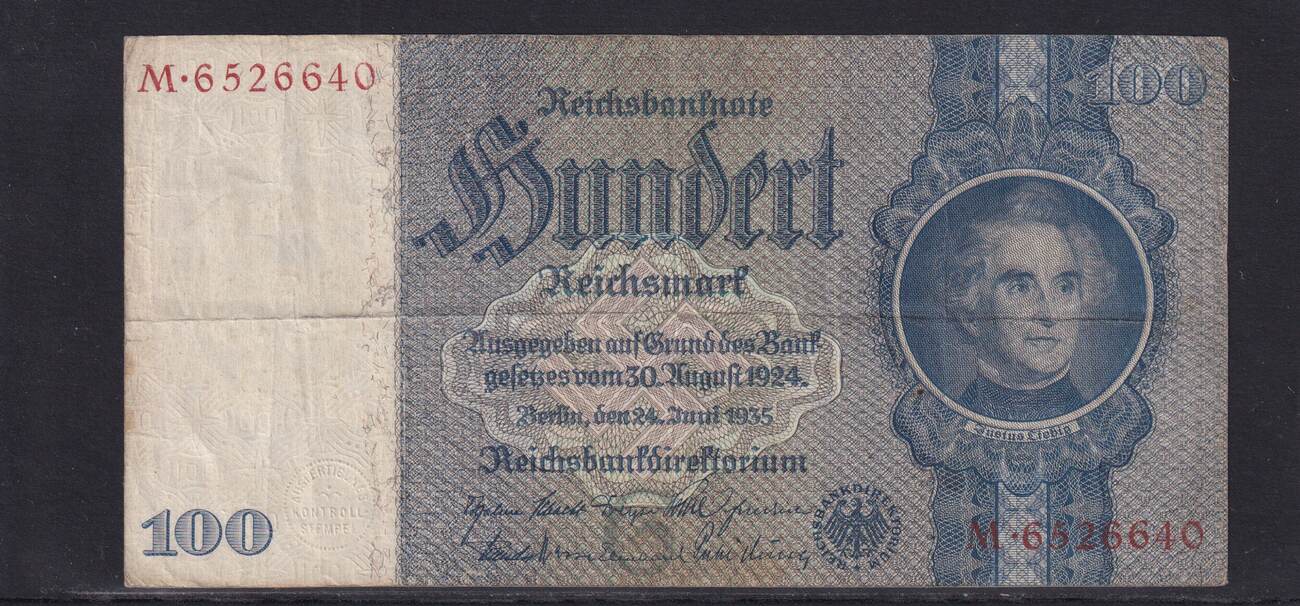 M·6526640
100
Reichsbanknote
Hundert
Reichsmark
Ausgegeben auf Grund des Bank
gesetzes vom 30. August 1924.
Berlin, den 24. Juni 1935
Reichsbankdirektorium
Justus Liebig
REICHSBANKDIREKTORIUM
KONTROLL
STEMPEL
100
M·6526640